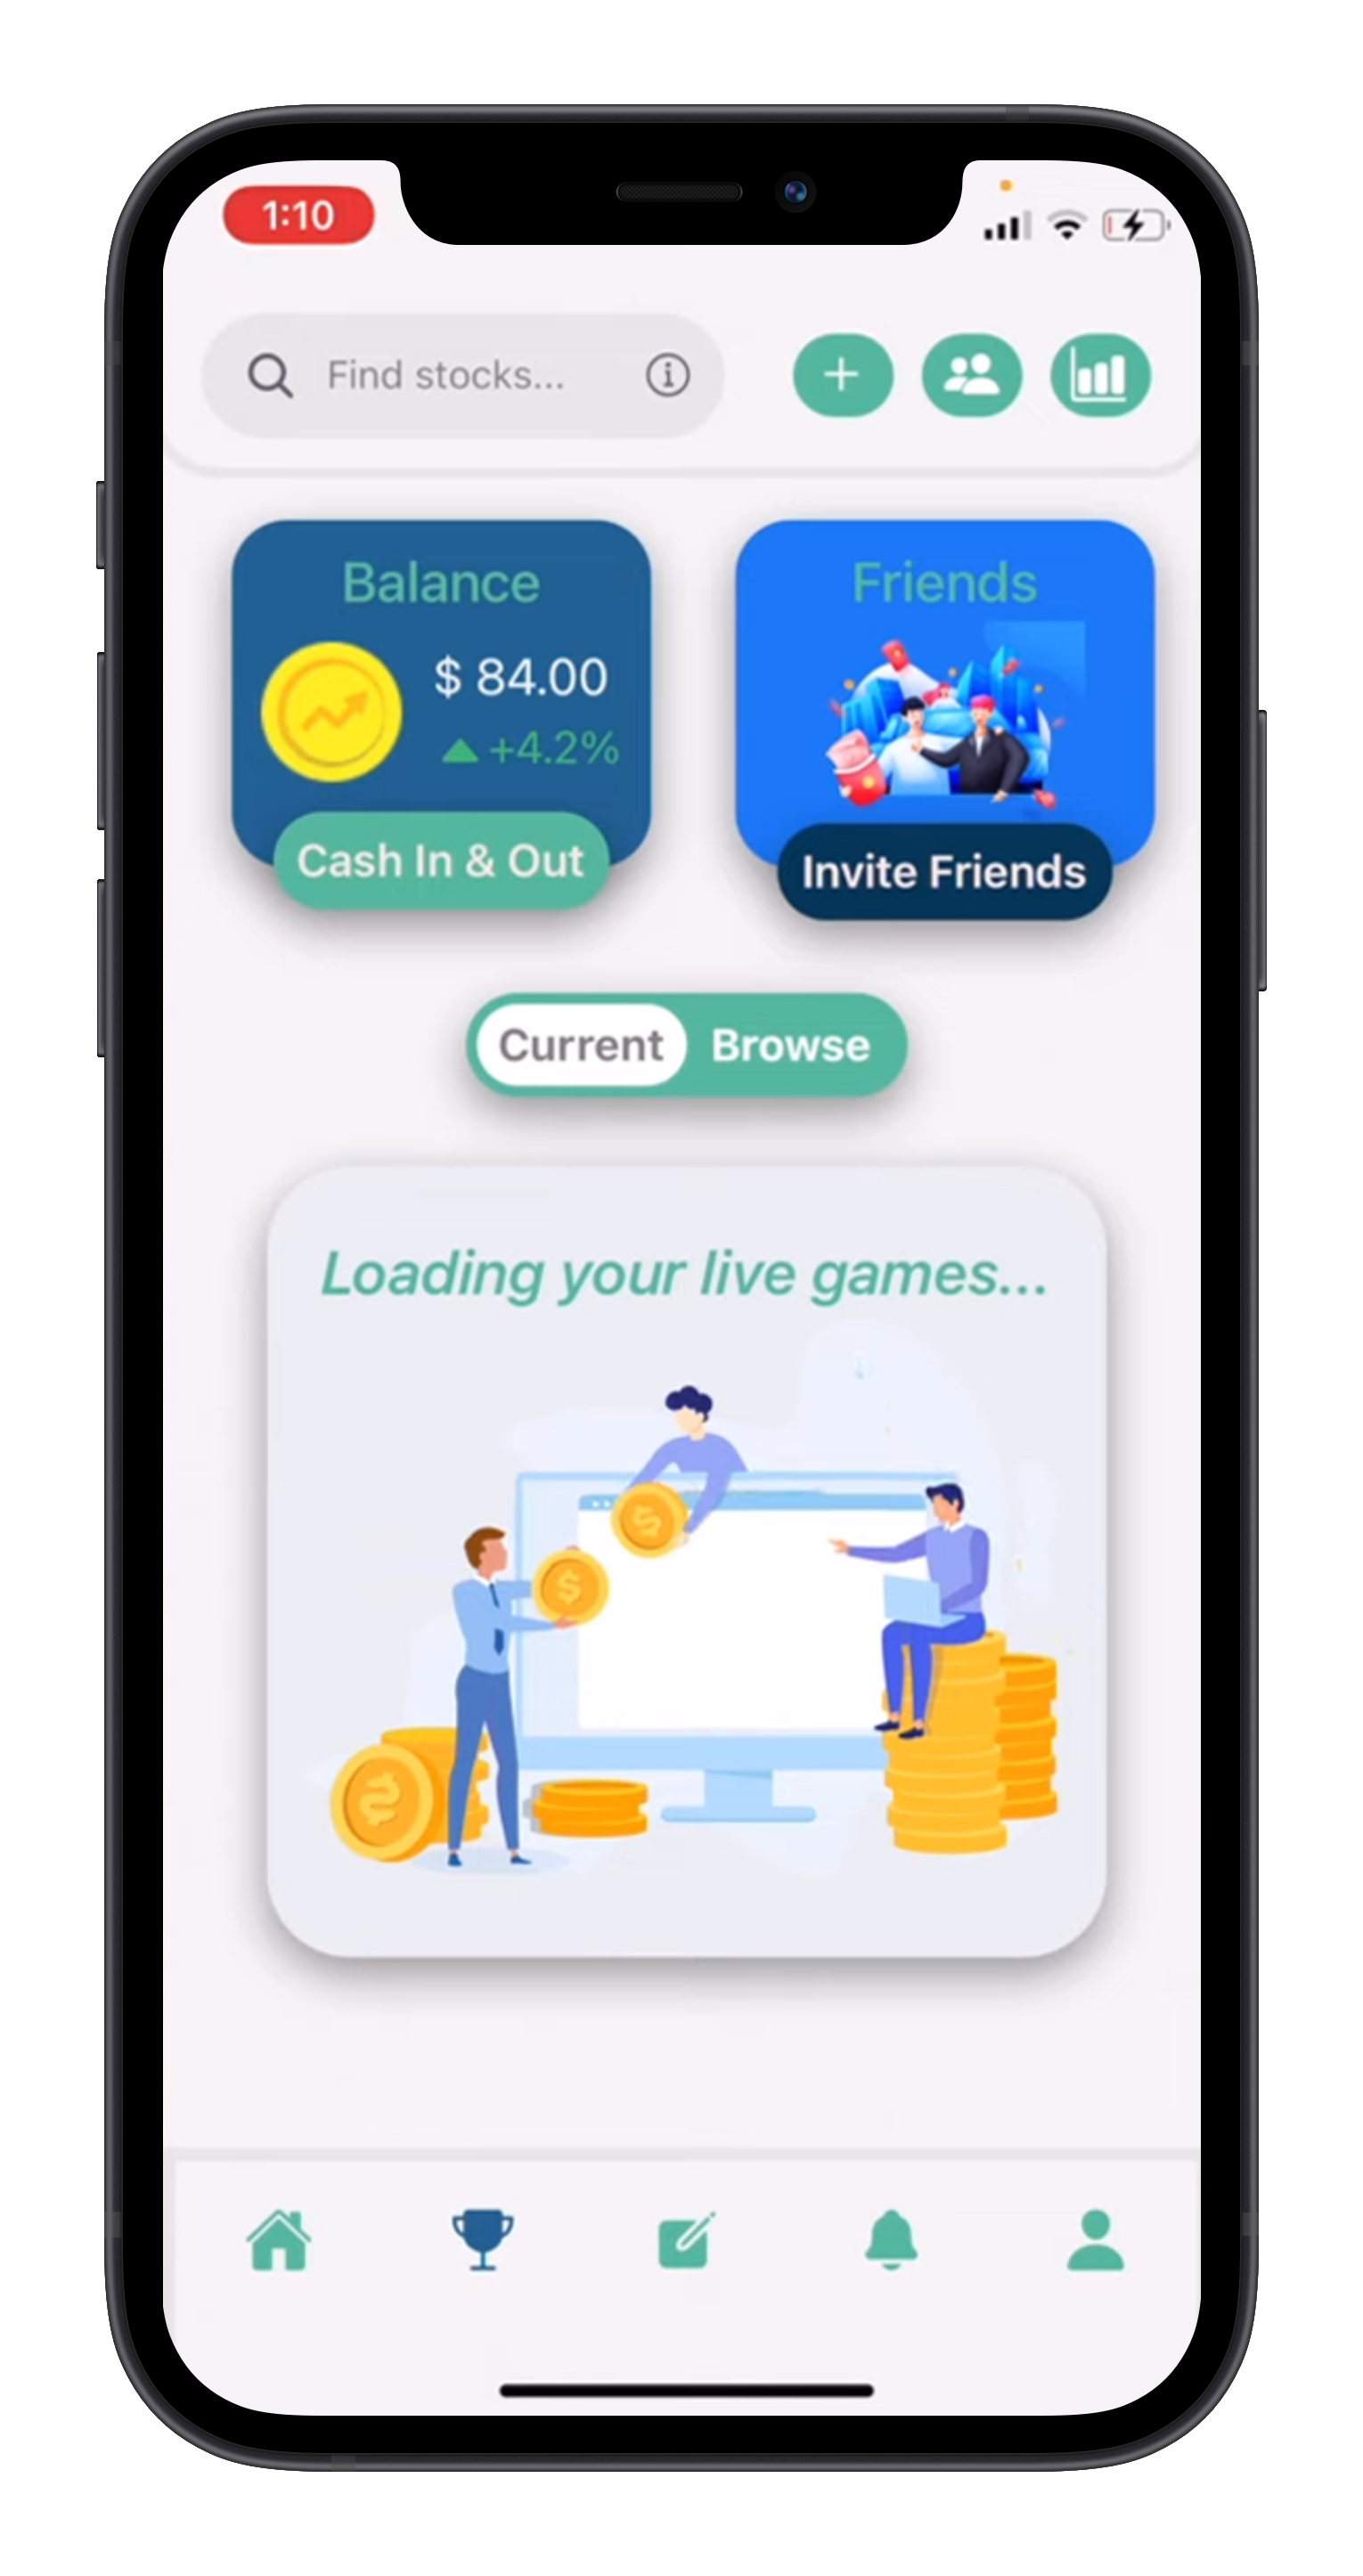 1:10
Find stocks...
Balance
$ 84.00
+4.2%
Cash In & Out
Friends
Invite Friends
Current Browse
Loading your live games...